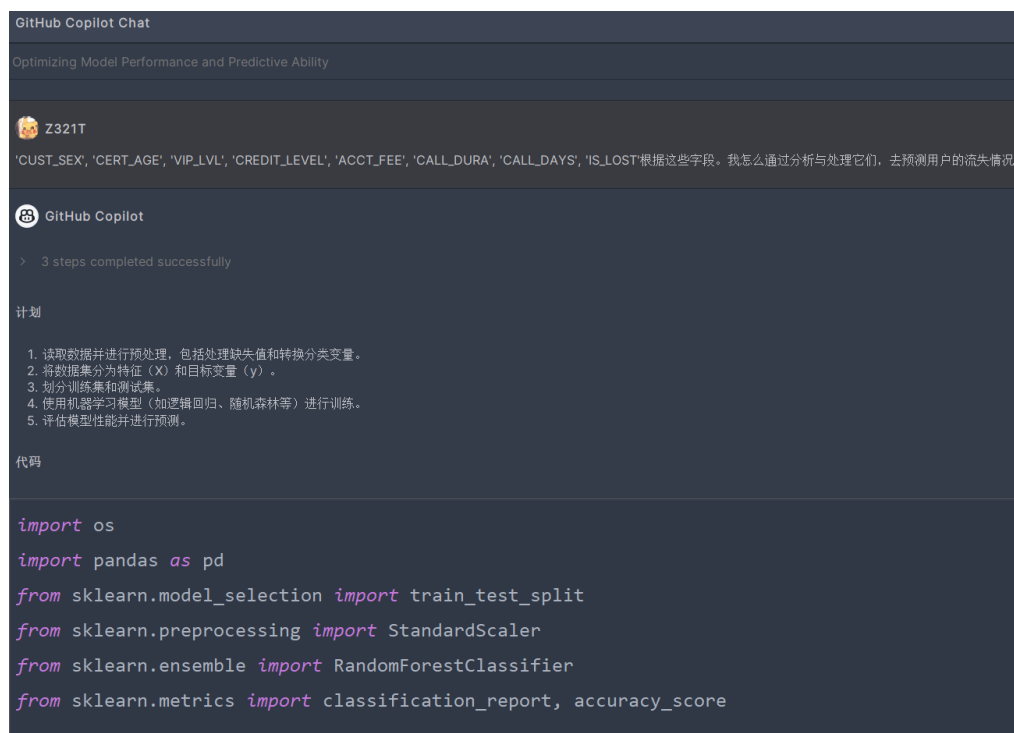 GitHub Copilot Chat
Optimizing Model Performance and Predictive Ability
Z321T
'CUST_SEX', 'CERT_AGE', 'VIP_LVL', 'CREDIT_LEVEL', 'ACCT_FEE', 'CALL_DURA', 'CALL_DAYS', 'IS_LOST'根据这些字段。我怎么通过分析与处理它们，去预测用户的流失情况
GitHub Copilot
3 steps completed successfully
计划
1. 读取数据并进行预处理，包括处理缺失值和转换分类变量。
2. 将数据集分为特征（X）和目标变量（y）。
3. 划分训练集和测试集。
4. 使用机器学习模型（如逻辑回归、随机森林等）进行训练。
5. 评估模型性能并进行预测。
代码
import os
import pandas as pd
from sklearn.model_selection import train_test_split
from sklearn.preprocessing import StandardScaler
from sklearn.ensemble import RandomForestClassifier
from sklearn.metrics import classification_report, accuracy_score